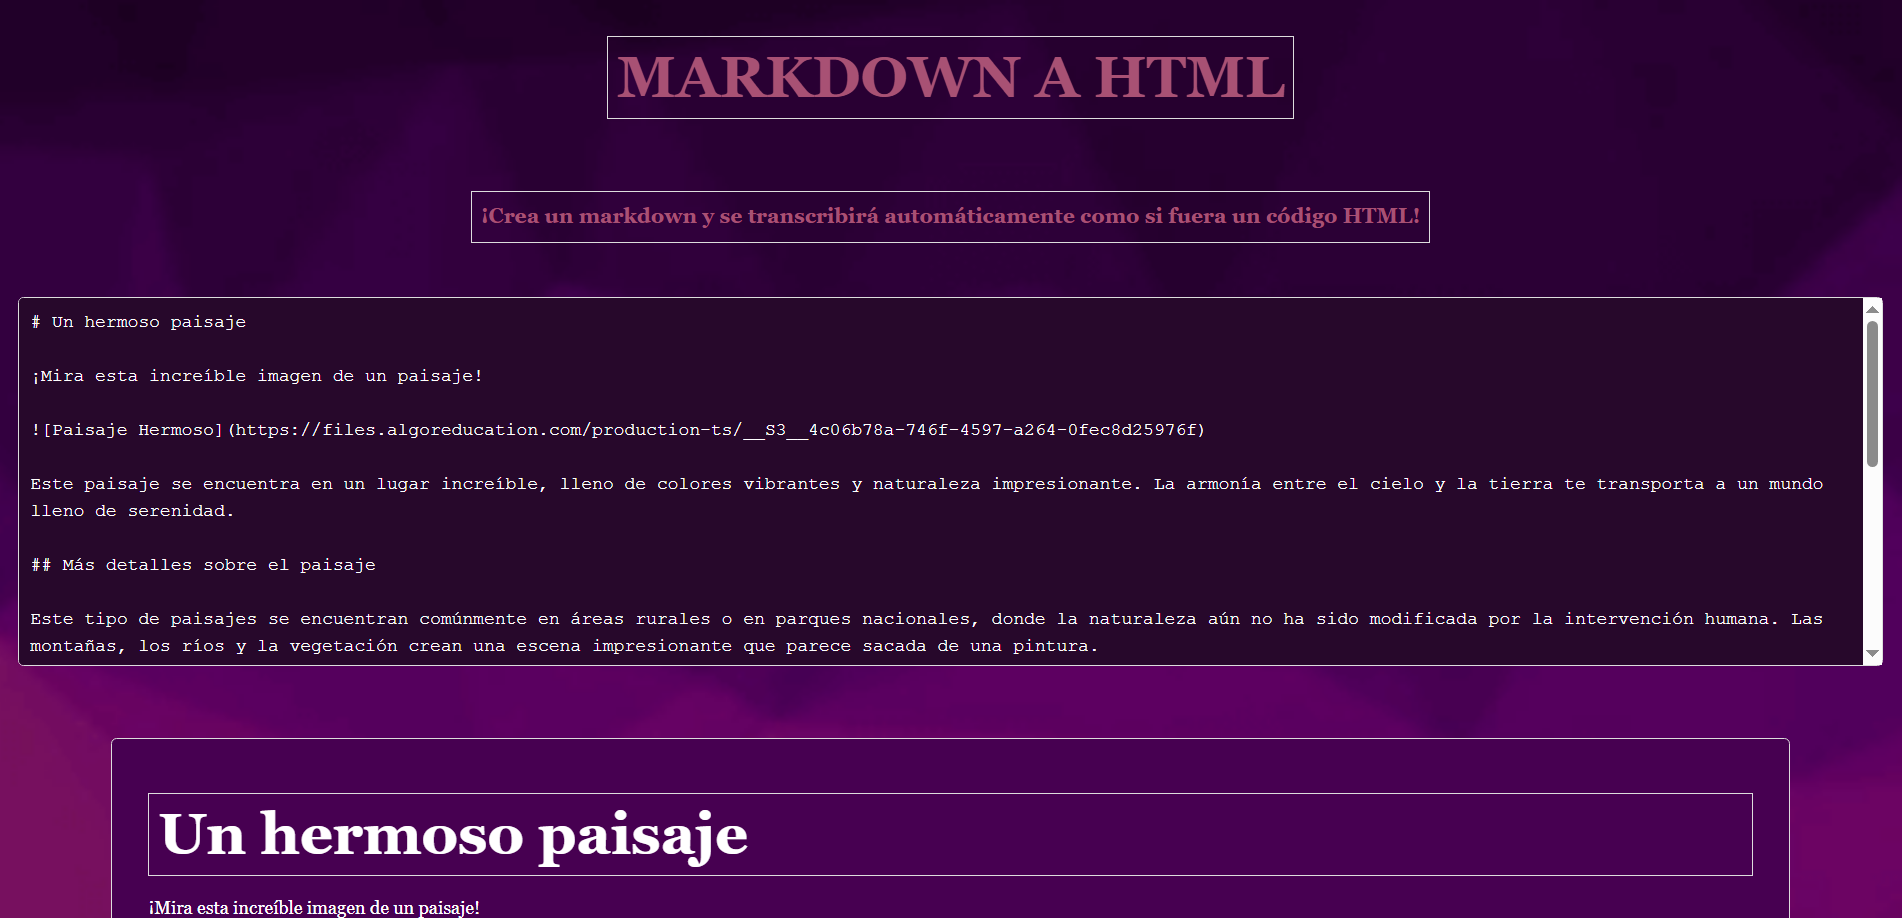 MARKDOWN A HTML
¡Crea un markdown y se transcribirá automáticamente como si fuera un código HTML!
# Un hermoso paisaje
¡Mira esta increíble imagen de un paisaje!
![Paisaje Hermoso](https://files.algoreducation.com/production-ts/__S3__4c06b78a-746f-4597-a264-0fec8d25976f)
Este paisaje se encuentra en un lugar increíble, lleno de colores vibrantes y naturaleza impresionante. La armonía entre el cielo y la tierra te transporta a un mundo
lleno de serenidad.
## Más detalles sobre el paisaje
Este tipo de paisajes se encuentran comúnmente en áreas rurales o en parques nacionales, donde la naturaleza aún no ha sido modificada por la intervención humana. Las
montañas, los ríos y la vegetación crean una escena impresionante que parece sacada de una pintura.
Un hermoso paisaje
¡Mira esta increíble imagen de un paisaje!